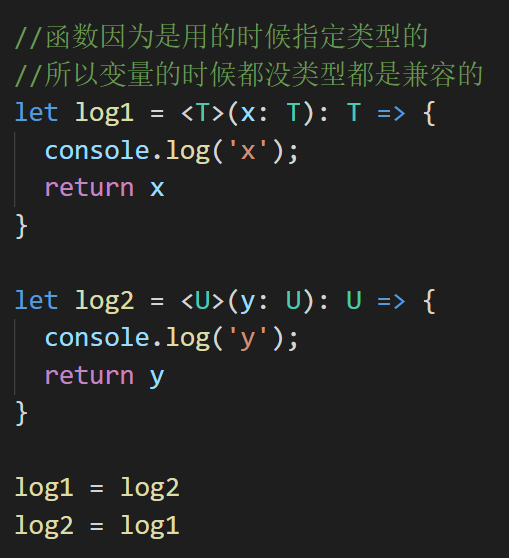 //函数因为是用的时候指定类型的
//所以变量的时候都没类型都是兼容的
let log1 = <T>(x: T): T => {
  console.log('x');
  return x
}

let log2 = <U>(y: U): U => {
  console.log('y');
  return y
}

log1 = log2
log2 = log1